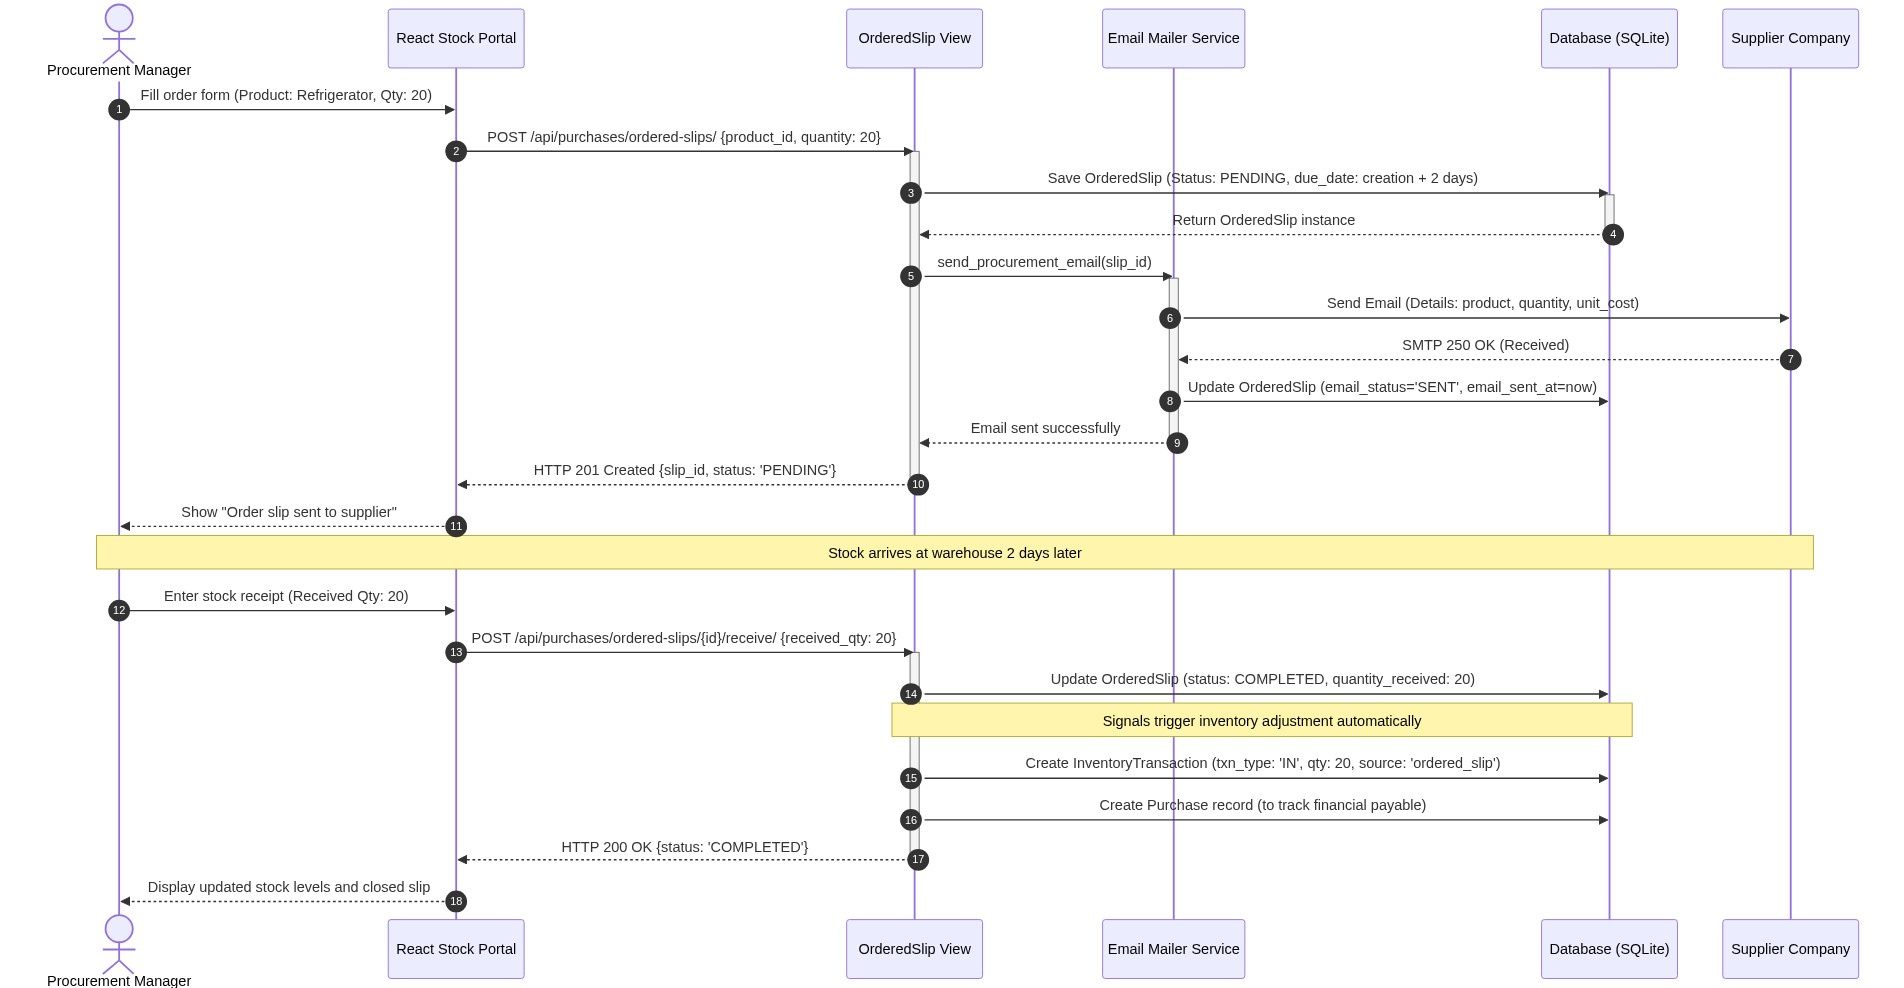 React Stock Portal
OrderedSlip View
Email Mailer Service
Database (SQLite)
Supplier Company
Procurement Manager
Fill order form (Product: Refrigerator, Qty: 20)
1
POST /api/purchases/ordered-slips/ {product_id, quantity: 20}
2
Save OrderedSlip (Status: PENDING, due_date: creation + 2 days)
3
Return OrderedSlip instance
4
send_procurement_email(slip_id)
5
Send Email (Details: product, quantity, unit_cost)
6
SMTP 250 OK (Received)
7
Update OrderedSlip (email_status='SENT', email_sent_at=now)
8
Email sent successfully
9
HTTP 201 Created {slip_id, status: 'PENDING'}
10
Show "Order slip sent to supplier"
11
Stock arrives at warehouse 2 days later
Enter stock receipt (Received Qty: 20)
12
POST /api/purchases/ordered-slips/{id}/receive/ {received_qty: 20}
13
Update OrderedSlip (status: COMPLETED, quantity_received: 20)
14
Signals trigger inventory adjustment automatically
Create InventoryTransaction (txn_type: 'IN', qty: 20, source: 'ordered_slip')
15
Create Purchase record (to track financial payable)
16
HTTP 200 OK {status: 'COMPLETED'}
17
Display updated stock levels and closed slip
18
React Stock Portal
OrderedSlip View
Email Mailer Service
Database (SQLite)
Supplier Company
Procurement Manager